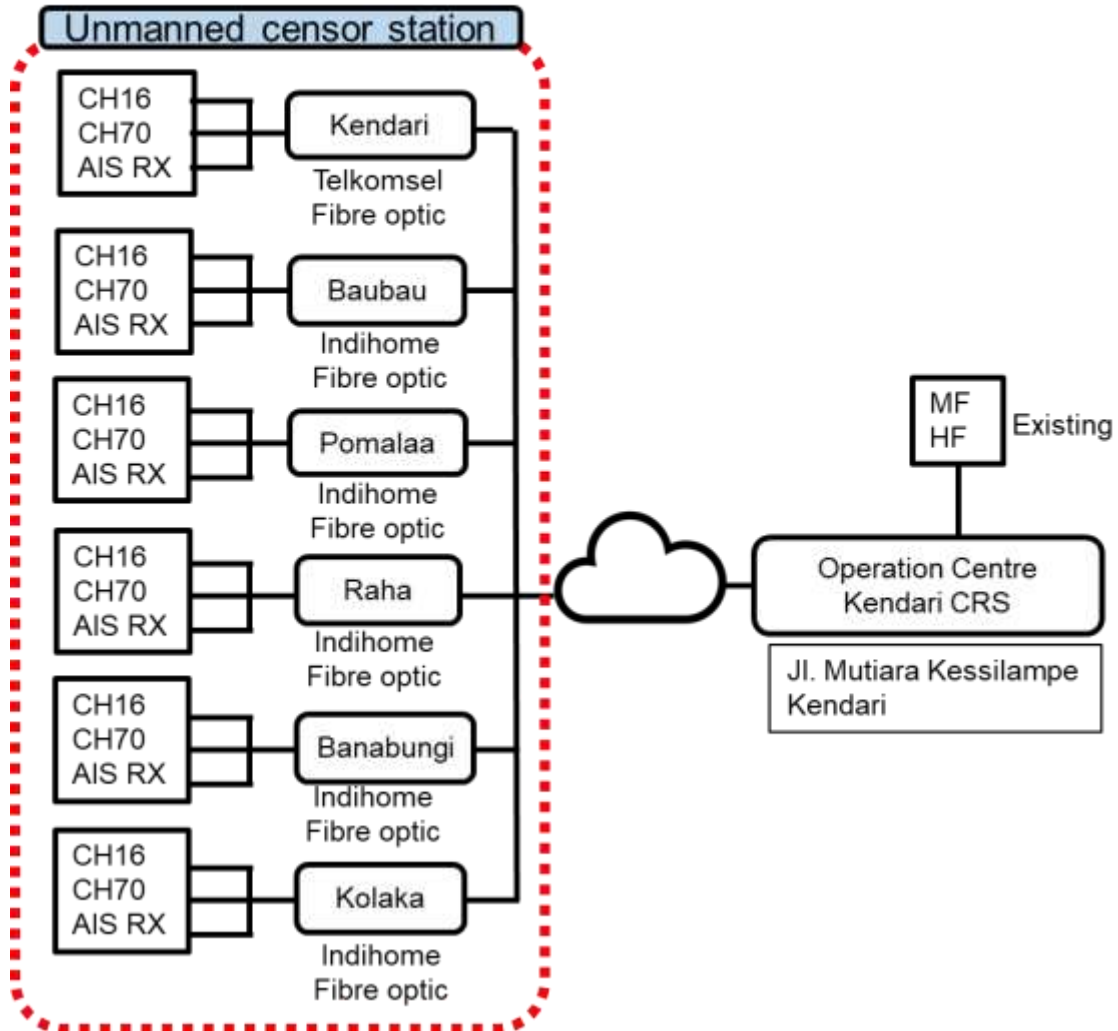 Unmanned censor station
CH16
CH70
AIS RX
Kendari
Telkomsel
Fibre optic
CH16
CH70
AIS RX
Baubau
Indihome
Fibre optic
CH16
CH70
AIS RX
Pomalaa
Indihome
Fibre optic
CH16
CH70
AIS RX
Raha
Indihome
Fibre optic
CH16
CH70
AIS RX
Banabungi
Indihome
Fibre optic
CH16
CH70
AIS RX
Kolaka
Indihome
Fibre optic
MF
HF
Existing
Operation Centre
Kendari CRS
Jl. Mutiara Kessilampe
Kendari